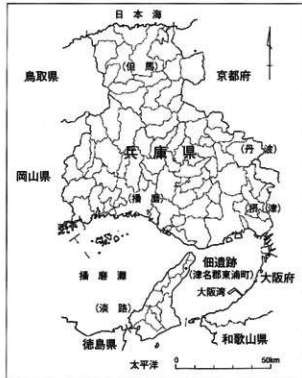 日本海
鳥取県
(但馬)
京都府
兵庫県
(丹波)
岡山県
(播磨)
(摂津)
佃遺跡
(津名郡東浦町)
播磨灘
大阪湾
大阪府
(淡路)
徳島県
和歌山県
太平洋
0 50km